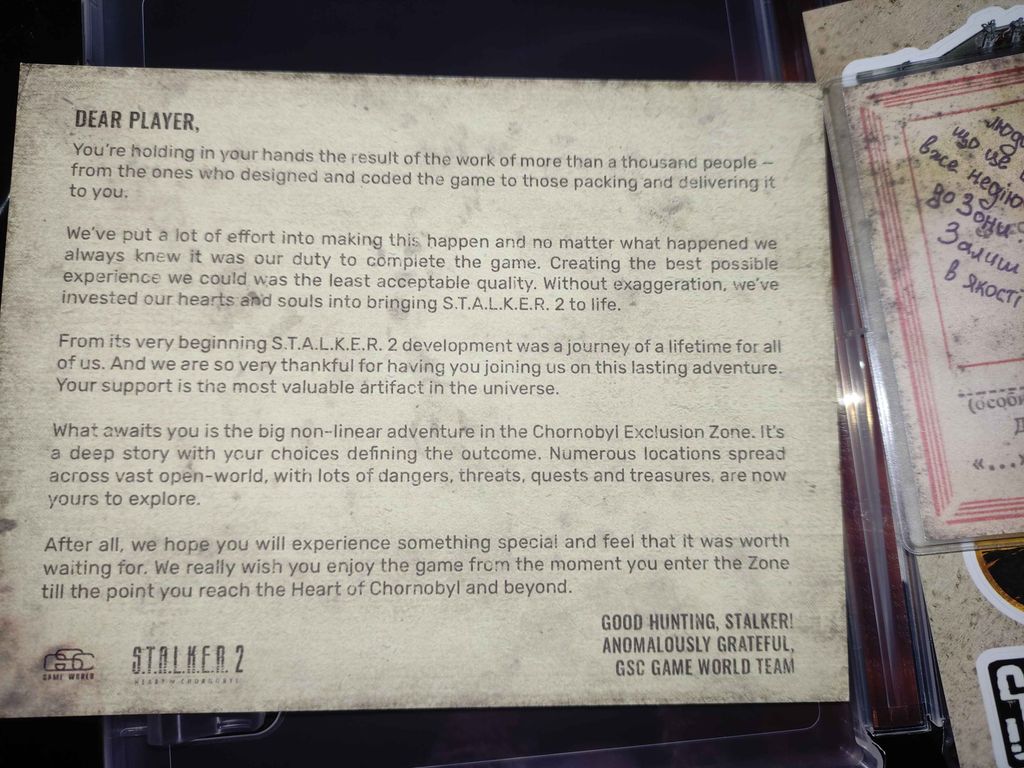 DEAR PLAYER,
You're holding in your hands the result of the work of more than a thousand people –
from the ones who designed and coded the game to those packing and delivering it
to you.
We've put a lot of effort into making this happen and no matter what happened we
always knew it was our duty to complete the game. Creating the best possible
experience we could was the least acceptable quality. Without exaggeration, we've
invested our hearts and souls into bringing S.T.A.L.K.E.R. 2 to life.
From its very beginning S.T.A.L.K.E.R. 2 development was a journey of a lifetime for all
of us. And we are so very thankful for having you joining us on this lasting adventure.
Your support is the most valuable artifact in the universe.
What awaits you is the big non-linear adventure in the Chornobyl Exclusion Zone. It's
a deep story with your choices defining the outcome. Numerous locations spread
across vast open-world, with lots of dangers, threats, quests and treasures, are now
yours to explore.
After all, we hope you will experience something special and feel that it was worth
waiting for. We really wish you enjoy the game from the moment you enter the Zone
till the point you reach the Heart of Chornobyl and beyond.
GOOD HUNTING, STALKER!
ANOMALOUSLY GRATEFUL,
GSC GAME WORLD TEAM
GSC
GAME WORLD
S.T.A.L.K.E.R. 2
HEART OF CHORNOBYL
що це
вже
до Зони.
Залиш
в якості
(особи
«...»